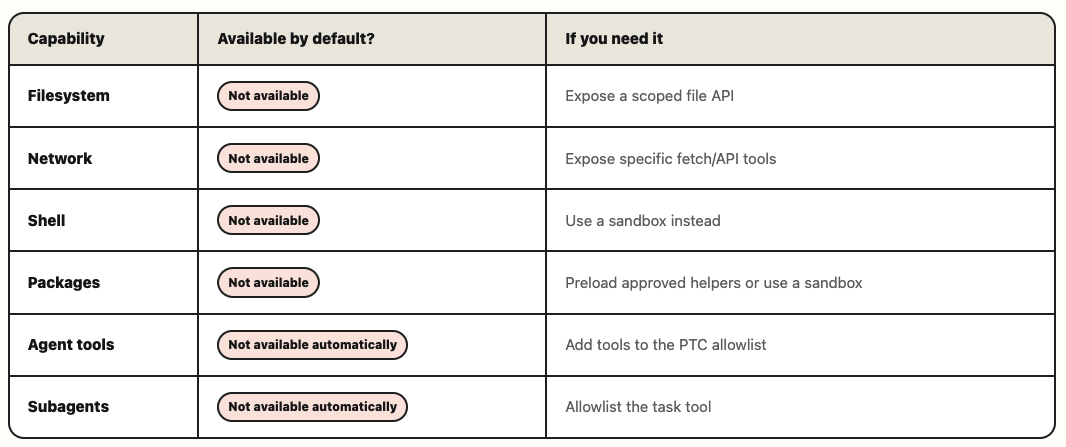 Capability Available by default? If you need it
Filesystem Not available Expose a scoped file API
Network Not available Expose specific fetch/API tools
Shell Not available Use a sandbox instead
Packages Not available Preload approved helpers or use a sandbox
Agent tools Not available automatically Add tools to the PTC allowlist
Subagents Not available automatically Allowlist the task tool